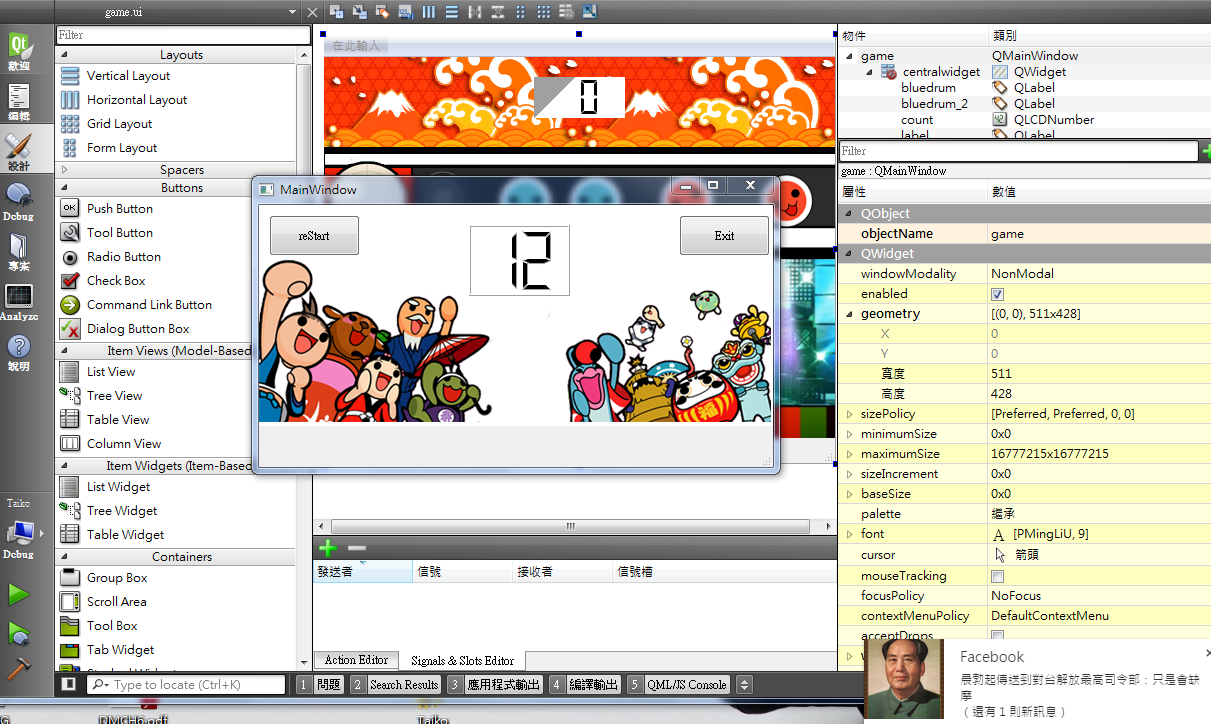 game.ui
歡迎
編輯
設計
Debug
專案
Analyze
說明
Taiko
Debug
Filter
Layouts
Vertical Layout
Horizontal Layout
Grid Layout
Form Layout
Spacers
Buttons
Push Button
Tool Button
Radio Button
Check Box
Command Link Button
Dialog Button Box
Item Views (Model-Based
List View
Tree View
Table View
Column View
Item Widgets (Item-Based
List Widget
Tree Widget
Table Widget
Containers
Group Box
Scroll Area
Tool Box
Tab Widget
在此輸入
0
MainWindow
reStart
12
Exit
發送者 信號 接收者 信號槽
Action Editor Signals & Slots Editor
物件 類別
game QMainWindow
centralwidget QWidget
bluedrum QLabel
bluedrum_2 QLabel
count QLCDNumber
label QLabel
Filter
game : QMainWindow
屬性 數值
QObject
objectName game
QWidget
windowModality NonModal
enabled
geometry [(0, 0), 511x428]
X 0
Y 0
寬度 511
高度 428
sizePolicy [Preferred, Preferred, 0, 0]
minimumSize 0x0
maximumSize 16777215x16777215
sizeIncrement 0x0
baseSize 0x0
palette 繼承
font A [PMingLiU, 9]
cursor 箭頭
mouseTracking
focusPolicy NoFocus
contextMenuPolicy DefaultContextMenu
acceptDrops
Facebook
晨勃起傳送到對台解放最高司令部：只是會缺
摩
（還有 1 則新訊息）
Type to locate (Ctrl+K)
1 問題 2 Search Results 3 應用程式輸出 4 編譯輸出 5 QML/JS Console
DMCH6.pdf
Taiko